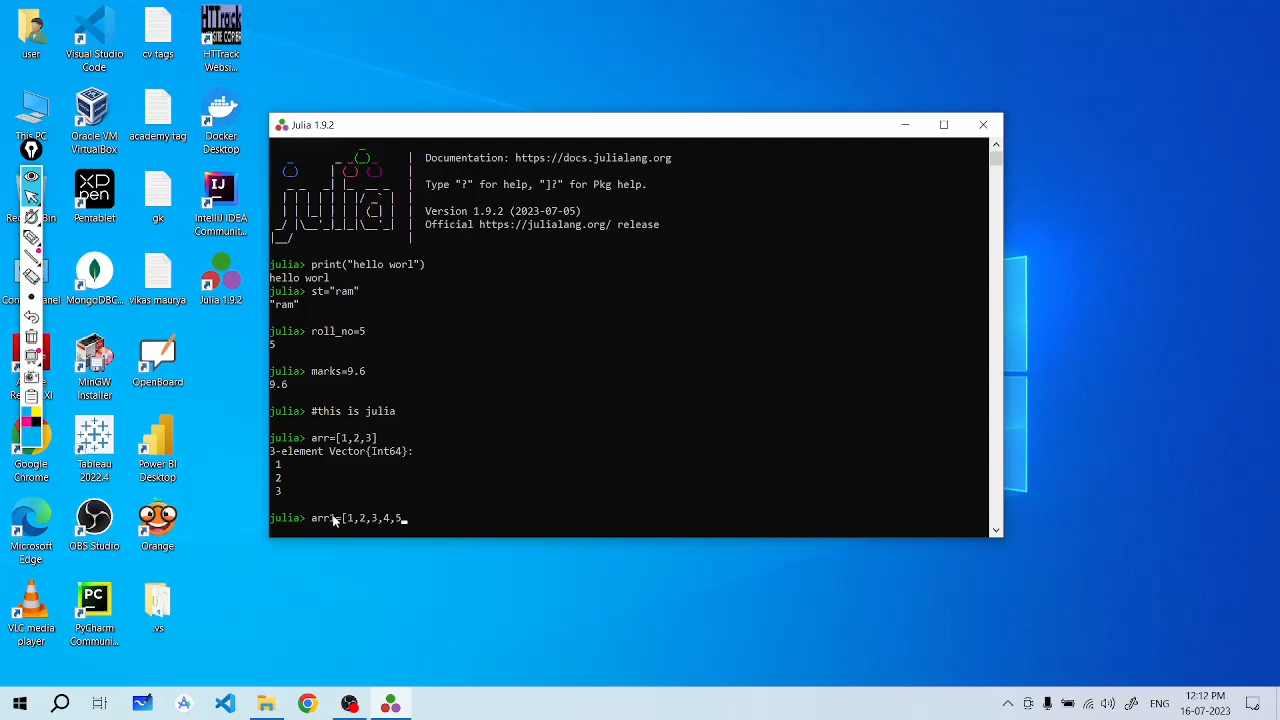 user
Visual Studio
Code
cv tags
HTTrack
Websi...
This PC
Oracle VM
VirtualBox
academy tag
Docker
Desktop
Pentablet
gk
IntelliJ IDEA
Communit...
MongoDBC...
vikas maurya
Julia 1.9.2
MinGW
Installer
OpenBoard
Google
Chrome
Tableau
2022.4
Power BI
Desktop
Microsoft
Edge
OBS Studio
Orange
VLC media
player
PyCharm
Communi...
.vs
Julia 1.9.2
Documentation: https://docs.julialang.org
Type "?" for help, "]?" for Pkg help.
Version 1.9.2 (2023-07-05)
Official https://julialang.org/ release
julia> print("hello worl")
hello worl
julia> st="ram"
"ram"
julia> roll_no=5
5
julia> marks=9.6
9.6
julia> #this is julia
julia> arr=[1,2,3]
3-element Vector{Int64}:
1
2
3
julia> arr1=[1,2,3,4,5
ENG
12:12 PM
16-07-2023